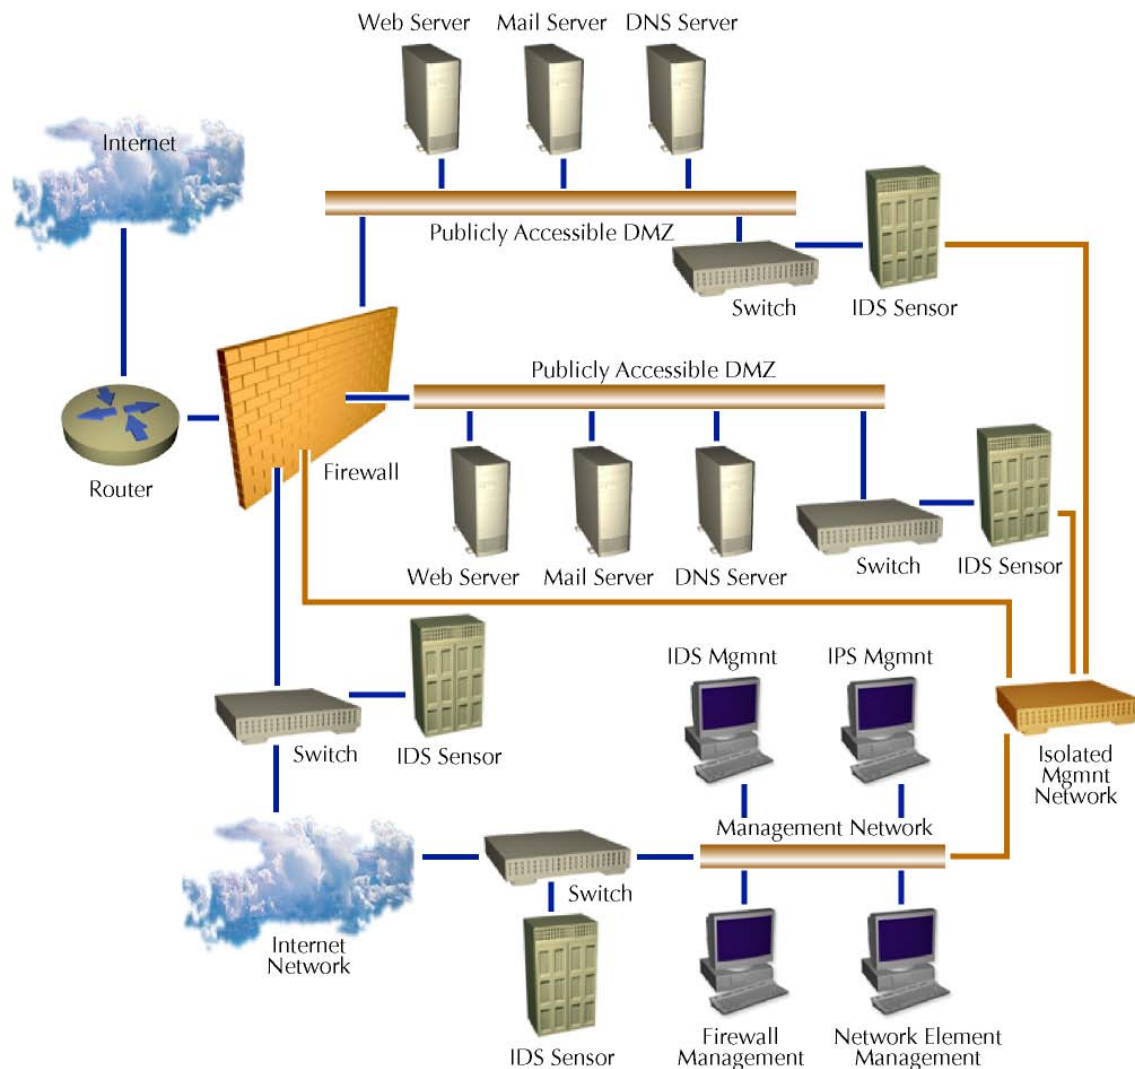 Web Server
Mail Server
DNS Server
Internet
Publicly Accessible DMZ
Switch
IDS Sensor
Publicly Accessible DMZ
Firewall
Router
Web Server
Mail Server
DNS Server
Switch
IDS Sensor
IDS Mgmnt
IPS Mgmnt
Switch
IDS Sensor
Isolated
Mgmnt
Network
Management Network
Switch
Internet
Network
IDS Sensor
Firewall
Management
Network Element
Management